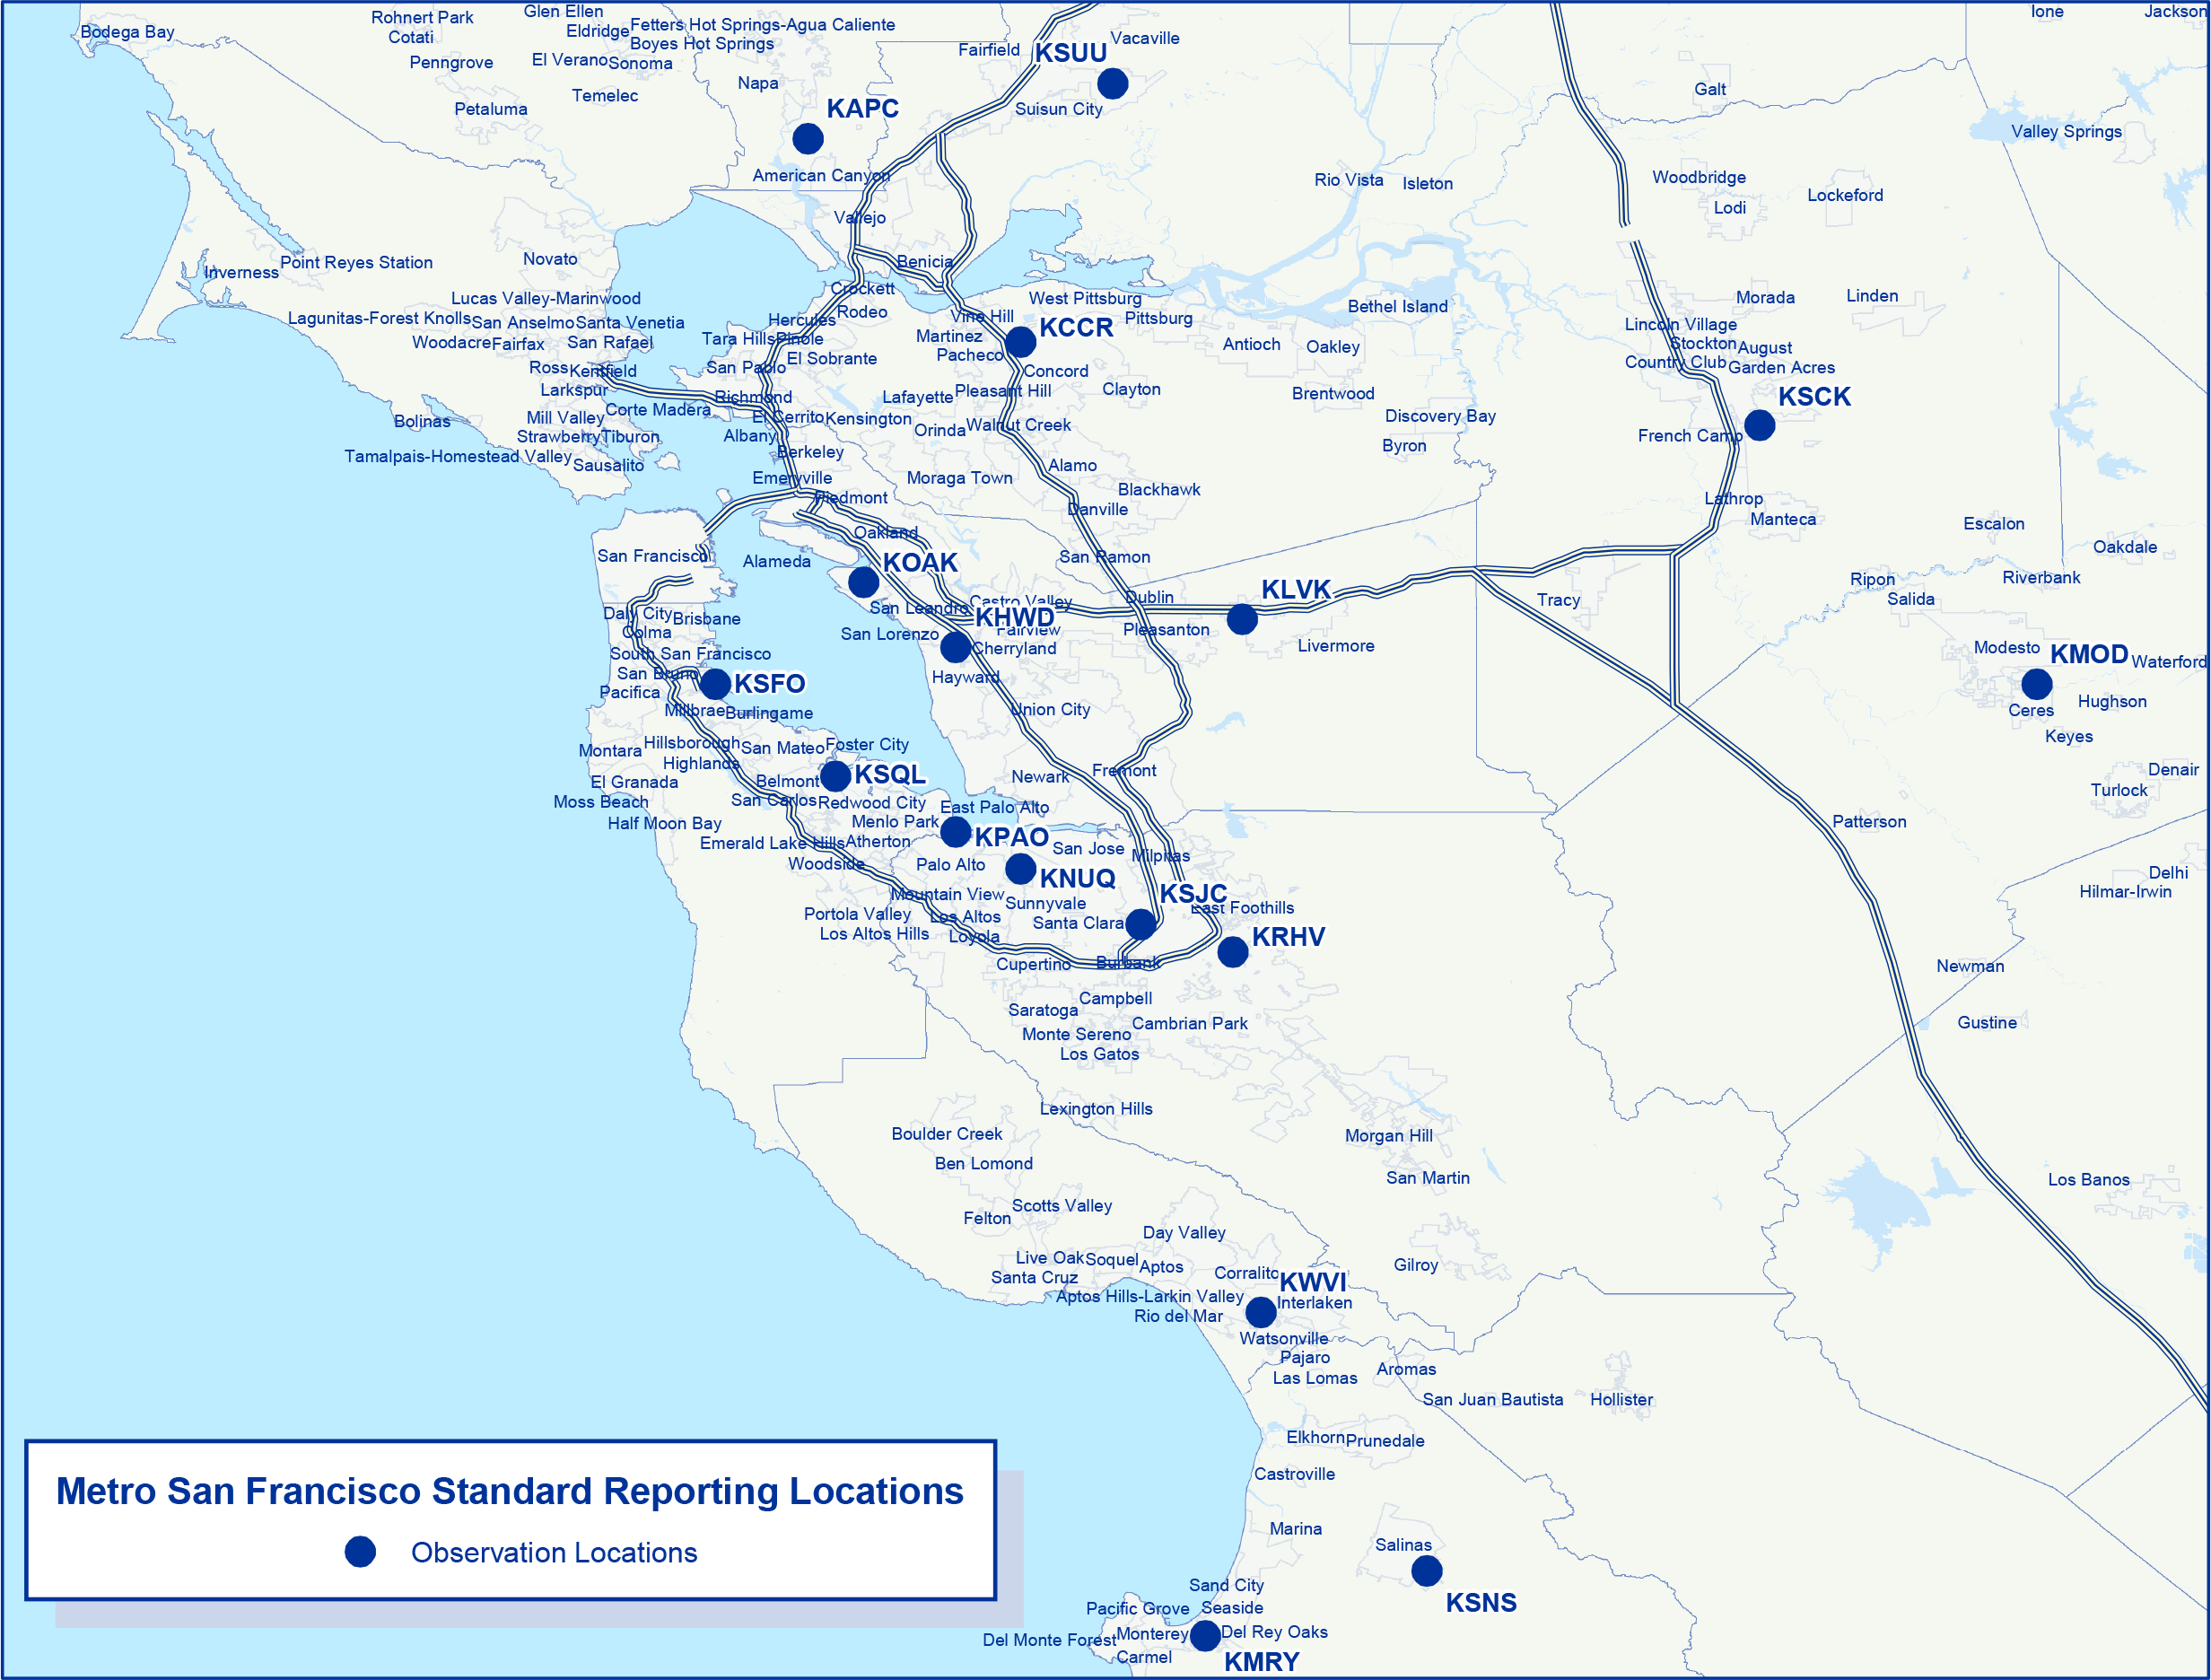 Bodega Bay
Rohnert Park
Cotati
Penngrove
Petaluma
Glen Ellen
Eldridge
Fetters Hot Springs-Agua Caliente
Boyes Hot Springs
El Verano
Sonoma
Temelec
Napa
KAPC
American Canyon
Vallejo
Fairfield
KSUU
Vacaville
Suisun City
Ione
Jackson
Galt
Valley Springs
Woodbridge
Lodi
Lockeford
Rio Vista
Isleton
Inverness
Point Reyes Station
Novato
Benicia
Crockett
Rodeo
Hercules
Lucas Valley-Marinwood
Lagunitas-Forest Knolls
San Anselmo
Santa Venetia
Woodacre
Fairfax
San Rafael
Ross
Kentfield
Larkspur
Corte Madera
Bolinas
Mill Valley
Strawberry
Tiburon
Tamalpais-Homestead Valley
Sausalito
Tara Hills
Pinole
El Sobrante
San Pablo
Richmond
El Cerrito
Kensington
Albany
Berkeley
Emeryville
Piedmont
Vine Hill
Martinez
Pacheco
West Pittsburg
Pittsburg
KCCR
Concord
Clayton
Lafayette
Pleasant Hill
Orinda
Walnut Creek
Moraga Town
Alamo
Blackhawk
Danville
Antioch
Oakley
Bethel Island
Brentwood
Discovery Bay
Byron
Morada
Linden
Lincoln Village
Stockton
August
Country Club
Garden Acres
KSCK
French Camp
Lathrop
Manteca
Escalon
Oakdale
Ripon
Riverbank
Salida
San Francisco
Alameda
Oakland
KOAK
San Ramon
San Leandro
Castro Valley
KHWD
Fairview
San Lorenzo
Cherryland
Hayward
Dublin
Pleasanton
KLVK
Livermore
Tracy
Modesto
KMOD
Waterford
Ceres
Hughson
Keyes
Denair
Turlock
Daly City
Brisbane
Colma
South San Francisco
San Bruno
Pacifica
KSFO
Millbrae
Burlingame
Union City
Montara
Hillsborough
San Mateo
Foster City
Highlands
El Granada
Moss Beach
Half Moon Bay
Belmont
KSQL
San Carlos
Redwood City
Newark
Fremont
East Palo Alto
Menlo Park
Emerald Lake Hills
Atherton
Woodside
KPAO
Palo Alto
San Jose
Milpitas
KNUQ
Patterson
Delhi
Hilmar-Irwin
Mountain View
Sunnyvale
KSJC
East Foothills
Portola Valley
Los Altos
Santa Clara
Los Altos Hills
Loyola
KRHV
Cupertino
Burbank
Newman
Gustine
Campbell
Saratoga
Cambrian Park
Monte Sereno
Los Gatos
Lexington Hills
Boulder Creek
Ben Lomond
Morgan Hill
San Martin
Los Banos
Scotts Valley
Felton
Day Valley
Live Oak
Soquel
Aptos
Santa Cruz
Corralito
KWVI
Gilroy
Aptos Hills-Larkin Valley
Interlaken
Rio del Mar
Watsonville
Pajaro
Las Lomas
Aromas
San Juan Bautista
Hollister
Elkhorn
Prunedale
Castroville
Marina
Salinas
KSNS
Sand City
Pacific Grove
Seaside
Del Monte Forest
Monterey
Del Rey Oaks
Carmel
KMRY
Metro San Francisco Standard Reporting Locations
Observation Locations